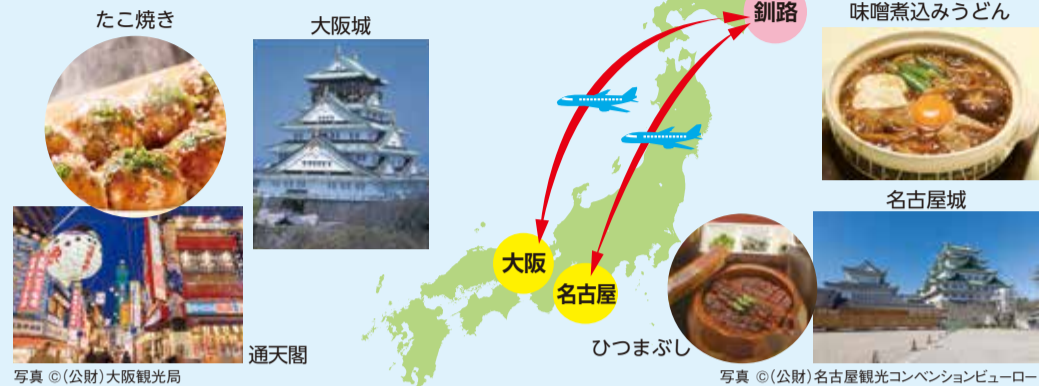 たこ焼き
大阪城
釧路
味噌煮込みうどん
名古屋城
大阪
名古屋
ひつまぶし
通天閣
写真 ©(公財)大阪観光局
写真 ©(公財)名古屋観光コンベンションビューロー